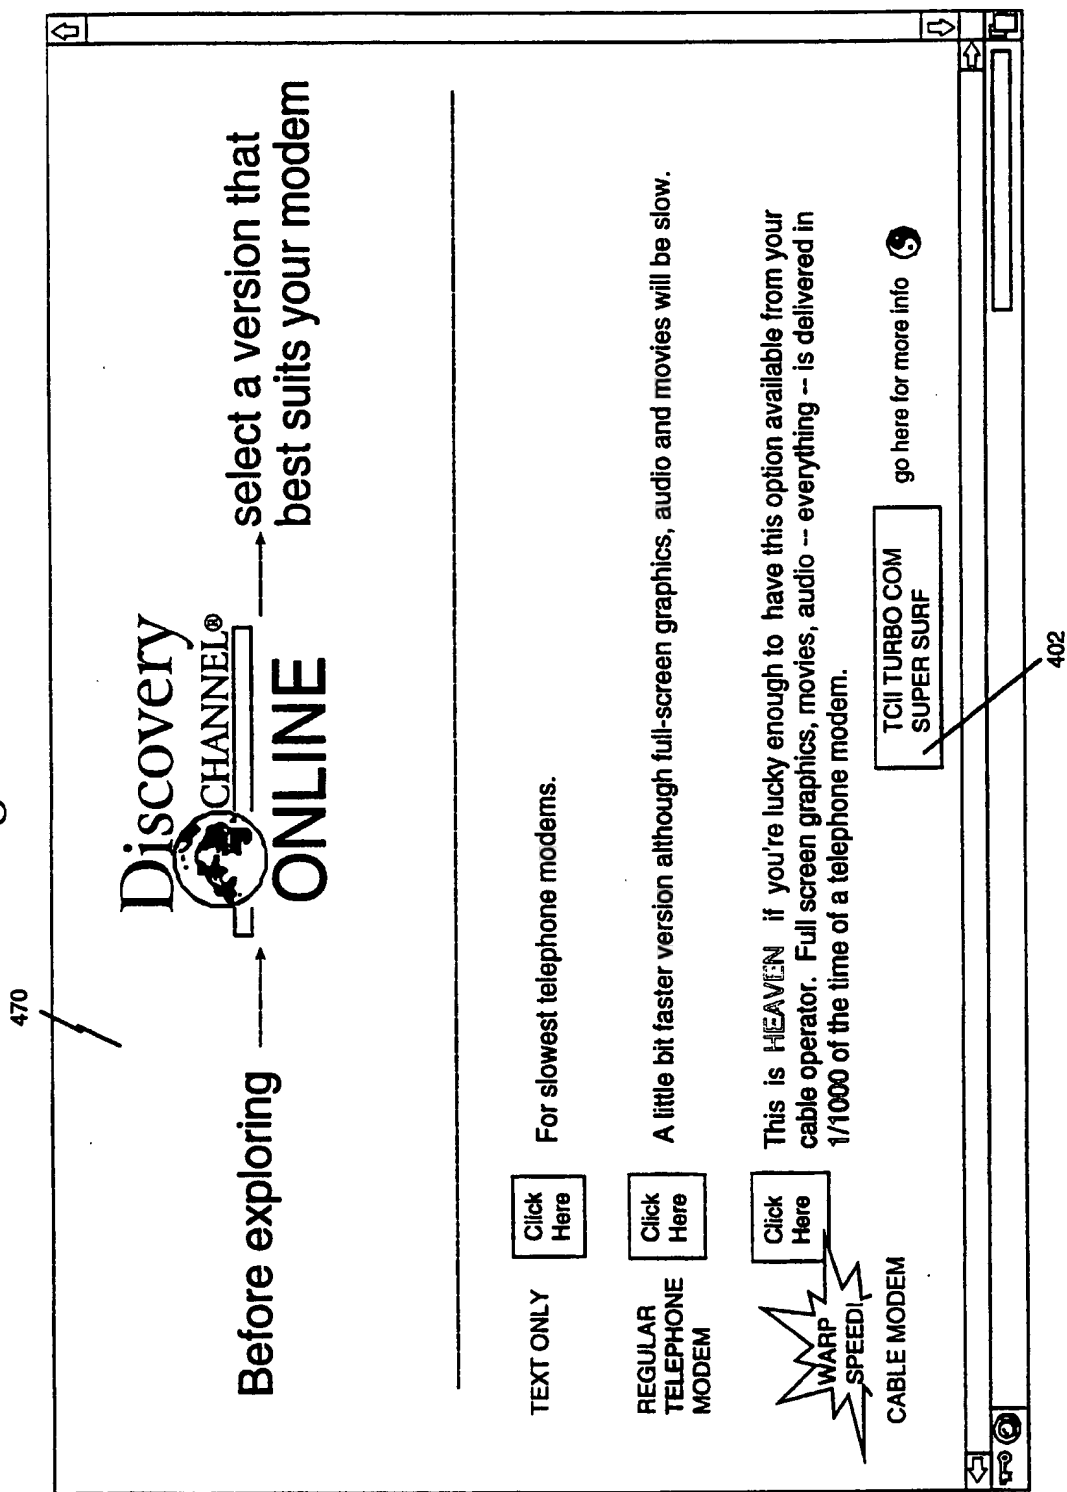 470
Before exploring
Discovery
CHANNEL®
ONLINE
select a version that
best suits your modem
TEXT ONLY
Click
Here
For slowest telephone modems.
REGULAR
TELEPHONE
MODEM
Click
Here
A little bit faster version although full-screen graphics, audio and movies will be slow.
WARP
SPEED!
CABLE MODEM
Click
Here
This is HEAVEN if you're lucky enough to have this option available from your
cable operator. Full screen graphics, movies, audio -- everything -- is delivered in
1/1000 of the time of a telephone modem.
TCII TURBO COM
SUPER SURF
go here for more info
402